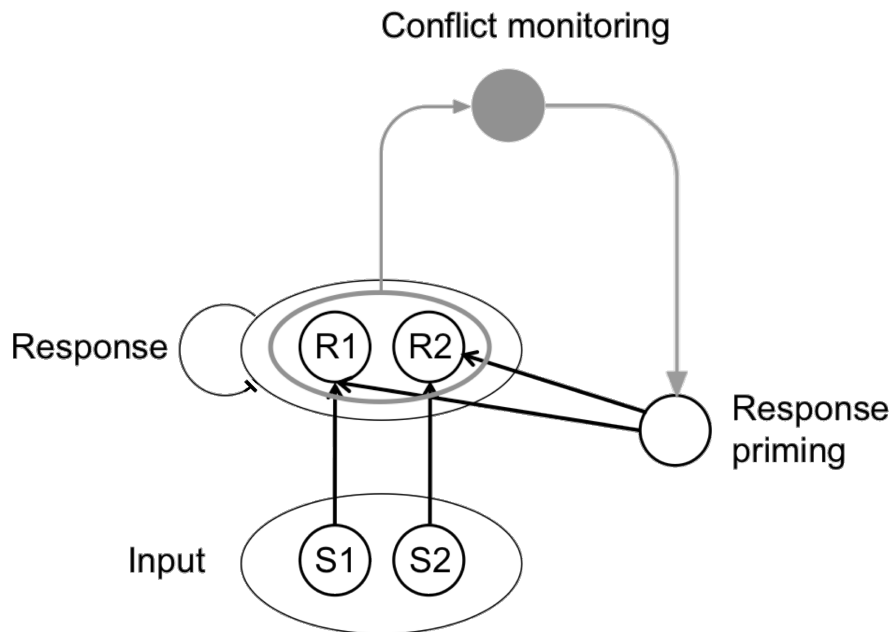 Conflict monitoring
Response
R1
R2
Response
priming
Input
S1
S2